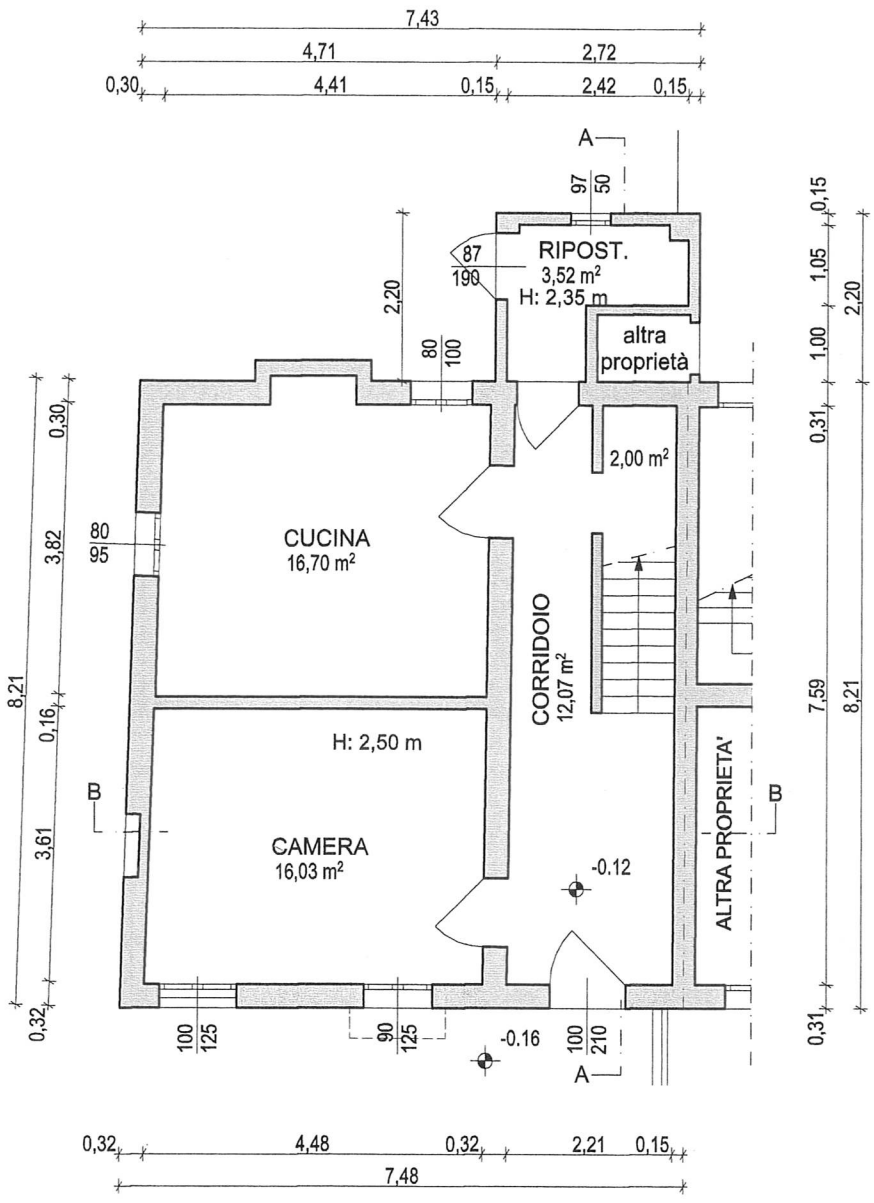 7,43
4,71 2,72
0,30 4,41 0,15 2,42 0,15
A
97
50
0,15
RIPOST.
3,52 m²
H: 2,35 m
87
190
1,05
2,20
2,20
1,00
altra
proprietà
80
100
0,30
0,31
2,00 m²
80
95
CUCINA
16,70 m²
3,82
CORRIDOIO
12,07 m²
8,21
0,16
7,59
8,21
H: 2,50 m
B
B
3,61
CAMERA
16,03 m²
ALTRA PROPRIETA'
-0.12
0,32
100
125
90
125
-0.16
100
210
0,31
A
0,32 4,48 0,32 2,21 0,15
7,48